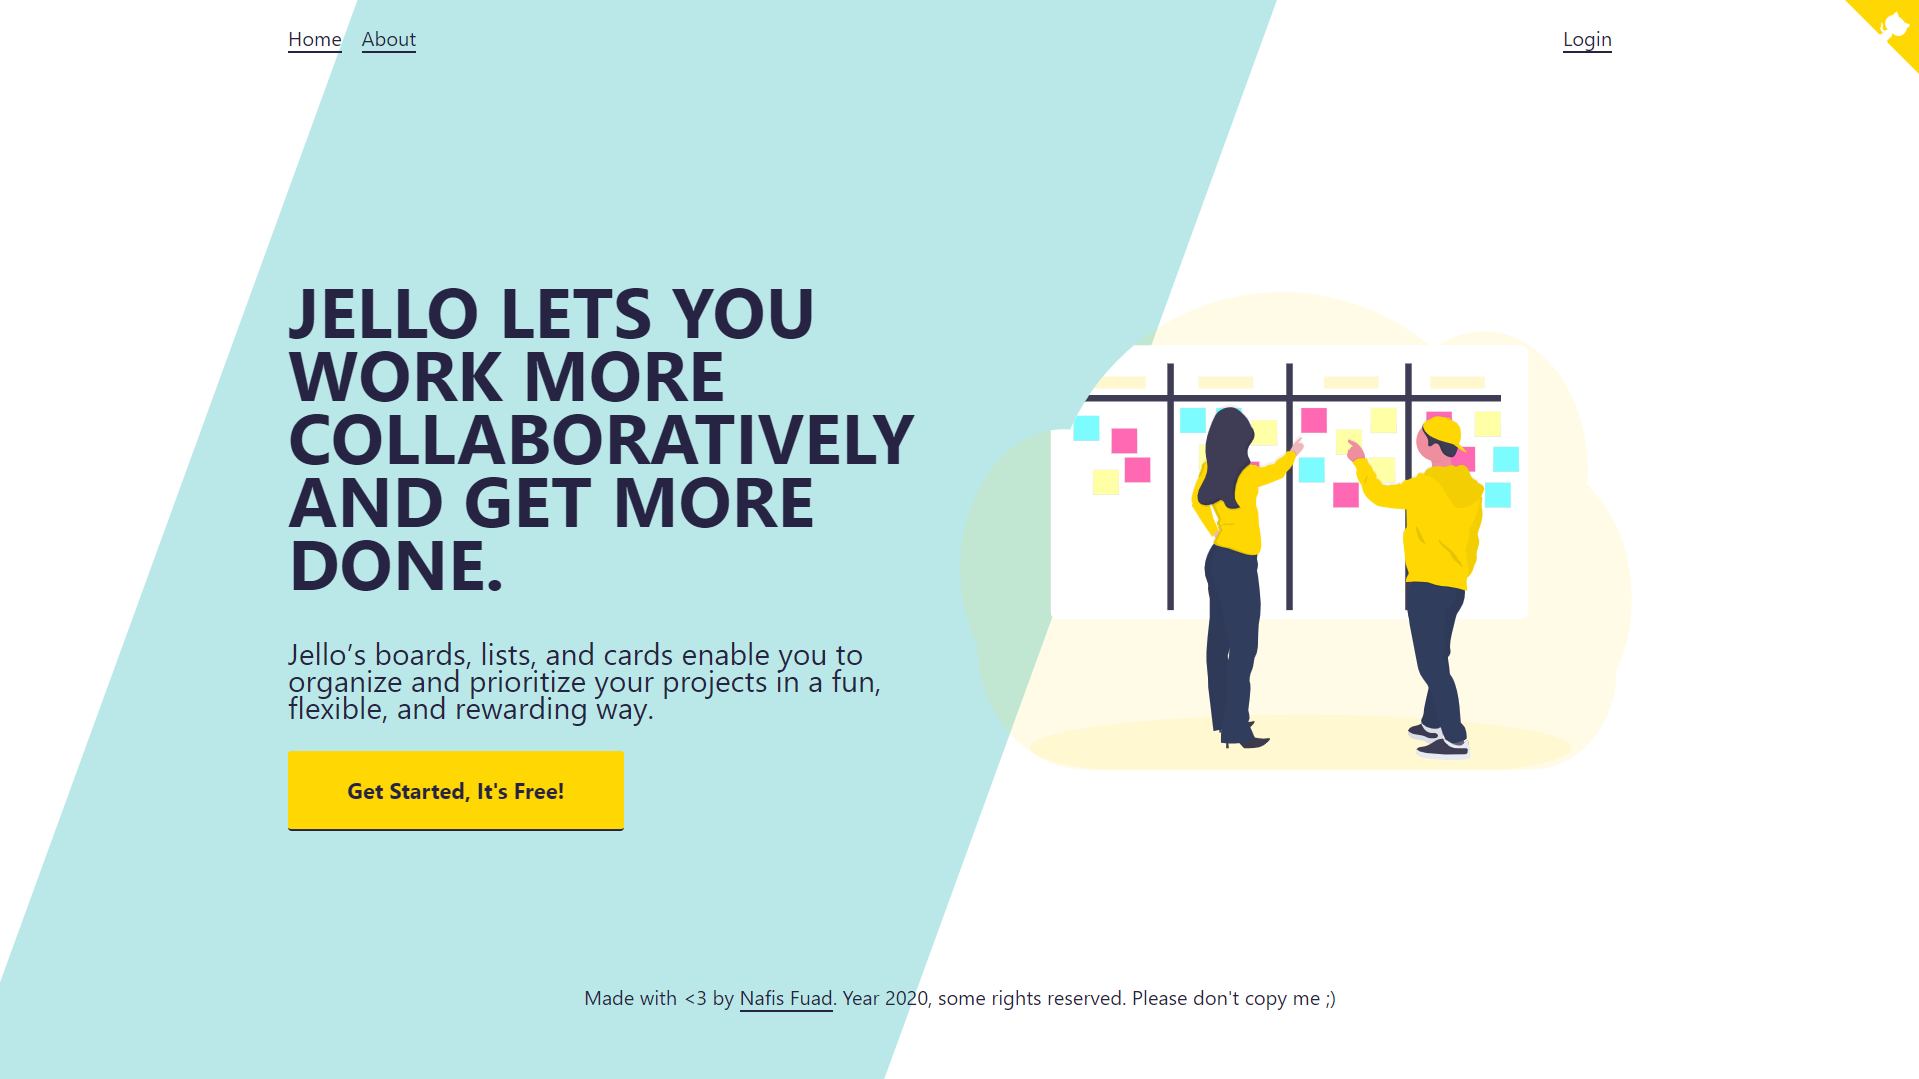 Home About Login
JELLO LETS YOU
WORK MORE
COLLABORATIVELY
AND GET MORE
DONE.
Jello’s boards, lists, and cards enable you to
organize and prioritize your projects in a fun,
flexible, and rewarding way.
Get Started, It's Free!
Made with <3 by Nafis Fuad. Year 2020, some rights reserved. Please don't copy me ;)